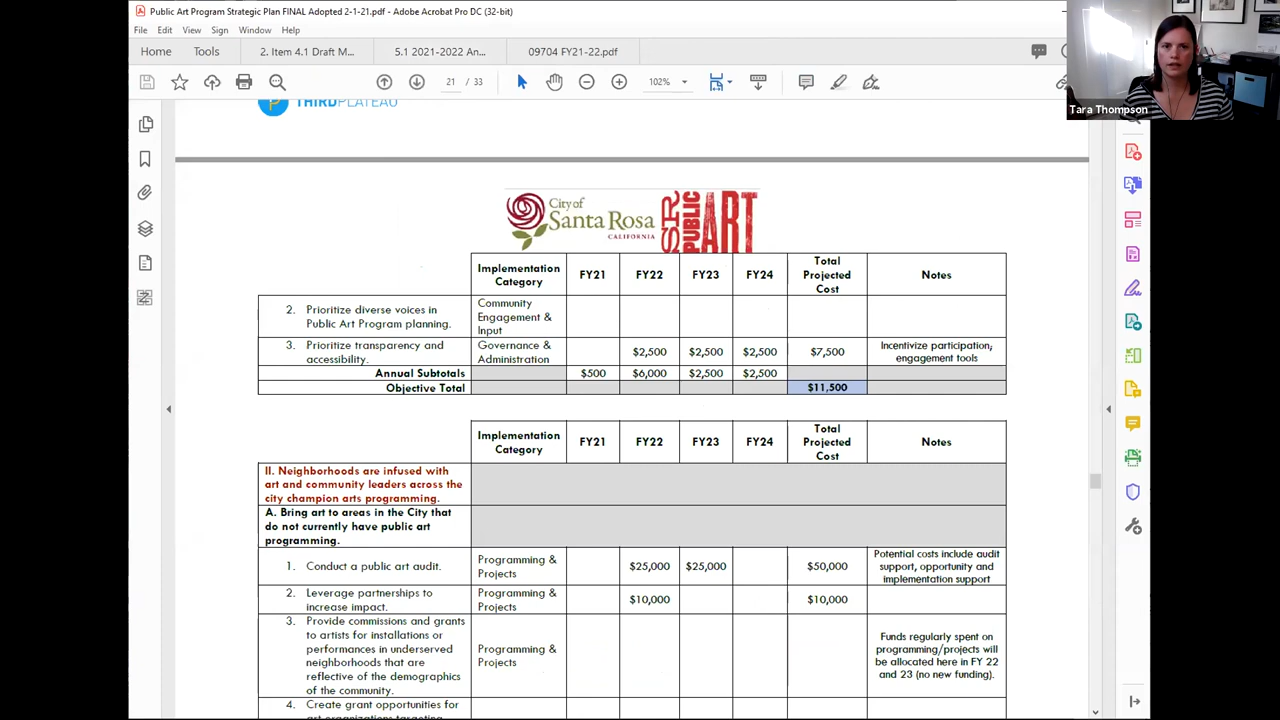 Public Art Program Strategic Plan FINAL Adopted 2-1-21.pdf - Adobe Acrobat Pro DC (32-bit)
File Edit View Sign Window Help
Home Tools 2. Item 4.1 Draft M... 5.1 2021-2022 An... 09704 FY21-22.pdf
21 / 33 102%
Tara Thompson
THIRDPLATEAU
City of
Santa Rosa
CALIFORNIA
SR PUBLIC ART
Implementation Category FY21 FY22 FY23 FY24 Total Projected Cost Notes
2. Prioritize diverse voices in Public Art Program planning. Community Engagement & Input
3. Prioritize transparency and accessibility. Governance & Administration $2,500 $2,500 $2,500 $7,500 Incentivize participation; engagement tools
Annual Subtotals $500 $6,000 $2,500 $2,500
Objective Total $11,500
Implementation Category FY21 FY22 FY23 FY24 Total Projected Cost Notes
II. Neighborhoods are infused with
art and community leaders across the
city champion arts programming.
A. Bring art to areas in the City that
do not currently have public art
programming.
1. Conduct a public art audit. Programming & Projects $25,000 $25,000 $50,000 Potential costs include audit support, opportunity and implementation support
2. Leverage partnerships to increase impact. Programming & Projects $10,000 $10,000
3. Provide commissions and grants to artists for installations or performances in underserved neighborhoods that are reflective of the demographics of the community. Programming & Projects Funds regularly spent on programming/projects will be allocated here in FY 22 and 23 (no new funding).
4. Create grant opportunities for
art organizations targeting